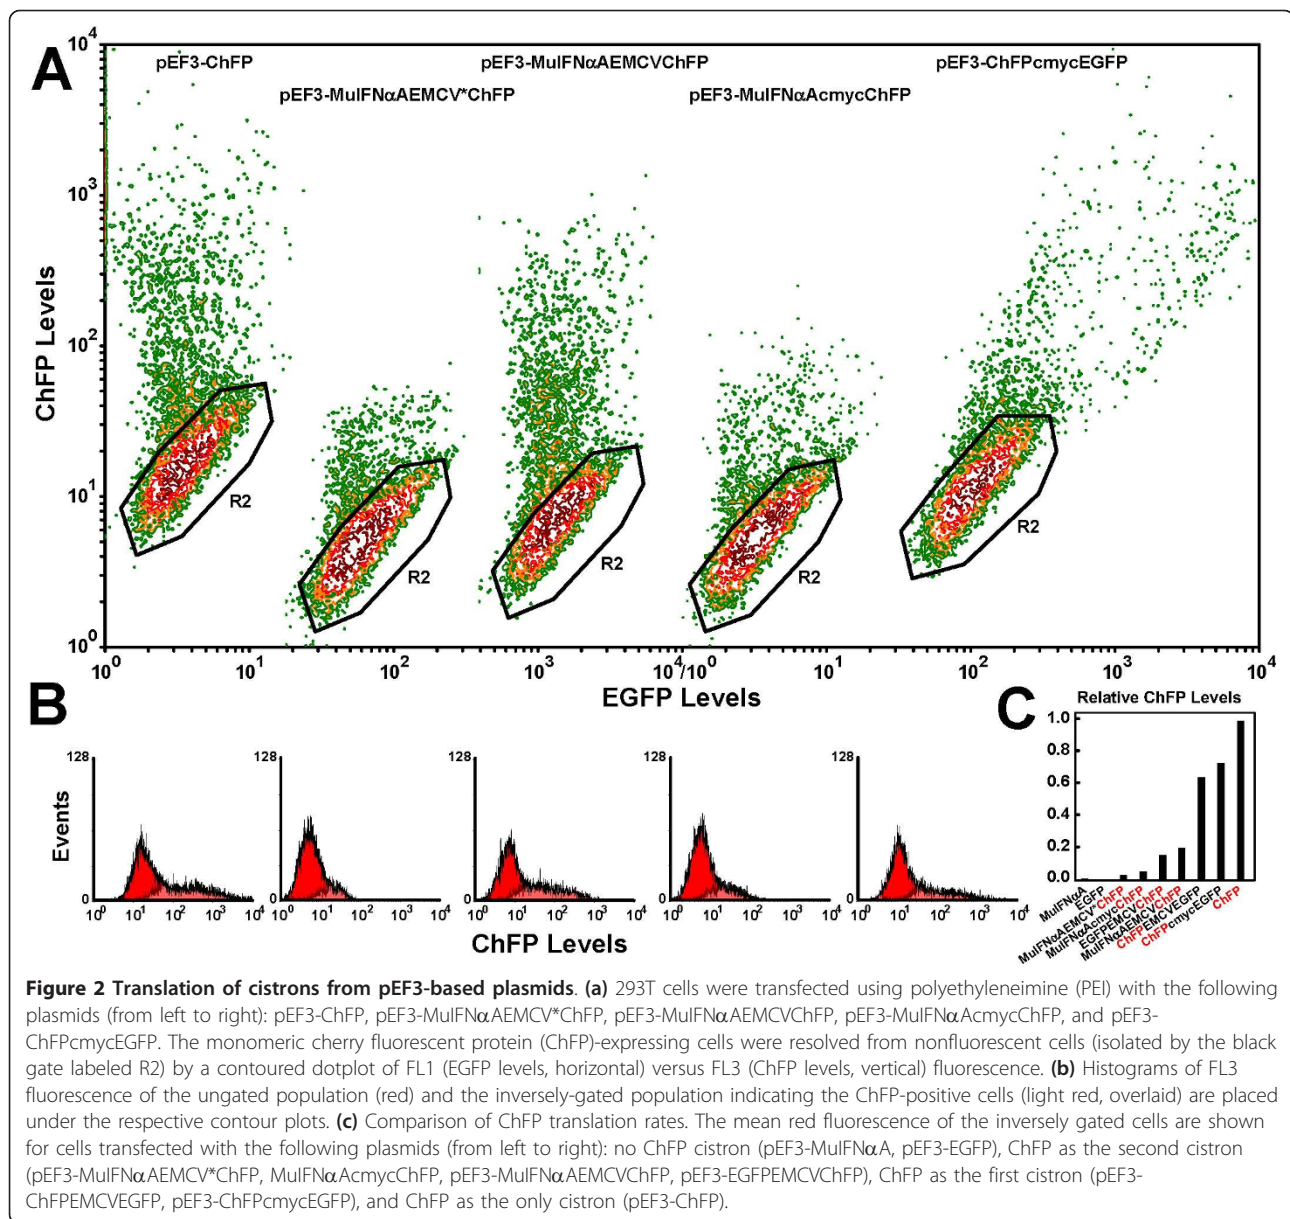 A
pEF3-ChFP
pEF3-MuIFNαAEMCVChFP
pEF3-ChFPcmycEGFP
pEF3-MuIFNαAEMCV*ChFP
pEF3-MuIFNαAcmycChFP
ChFP Levels
10⁴
10³
10²
10¹
10⁰
R2
R2
R2
R2
R2
10⁰
10¹
10²
10³
10⁴/10⁰
10¹
10²
10³
10⁴
EGFP Levels
B
Events
128
0
10⁰ 10¹ 10² 10³ 10⁴
128
0
10⁰ 10¹ 10² 10³ 10⁴
128
0
10⁰ 10¹ 10² 10³ 10⁴
128
0
10⁰ 10¹ 10² 10³ 10⁴
128
0
10⁰ 10¹ 10² 10³ 10⁴
ChFP Levels
C
Relative ChFP Levels
1.0
0.8
0.6
0.4
0.2
0.0
MuIFNαA
EGFP
MuIFNαAEMCV*ChFP
MuIFNαAcmycChFP
EGFPEMCVChFP
MuIFNαAEMCVChFP
ChFPEMCVEGFP
ChFPcmycEGFP
ChFP
Figure 2 Translation of cistrons from pEF3-based plasmids. (a) 293T cells were transfected using polyethyleneimine (PEI) with the following
plasmids (from left to right): pEF3-ChFP, pEF3-MuIFNαAEMCV*ChFP, pEF3-MuIFNαAEMCVChFP, pEF3-MuIFNαAcmycChFP, and pEF3-
ChFPcmycEGFP. The monomeric cherry fluorescent protein (ChFP)-expressing cells were resolved from nonfluorescent cells (isolated by the black
gate labeled R2) by a contoured dotplot of FL1 (EGFP levels, horizontal) versus FL3 (ChFP levels, vertical) fluorescence. (b) Histograms of FL3
fluorescence of the ungated population (red) and the inversely-gated population indicating the ChFP-positive cells (light red, overlaid) are placed
under the respective contour plots. (c) Comparison of ChFP translation rates. The mean red fluorescence of the inversely gated cells are shown
for cells transfected with the following plasmids (from left to right): no ChFP cistron (pEF3-MuIFNαA, pEF3-EGFP), ChFP as the second cistron
(pEF3-MuIFNαAEMCV*ChFP, MuIFNαAcmycChFP, pEF3-MuIFNαAEMCVChFP, pEF3-EGFPEMCVChFP), ChFP as the first cistron (pEF3-
ChFPEMCVEGFP, pEF3-ChFPcmycEGFP), and ChFP as the only cistron (pEF3-ChFP).